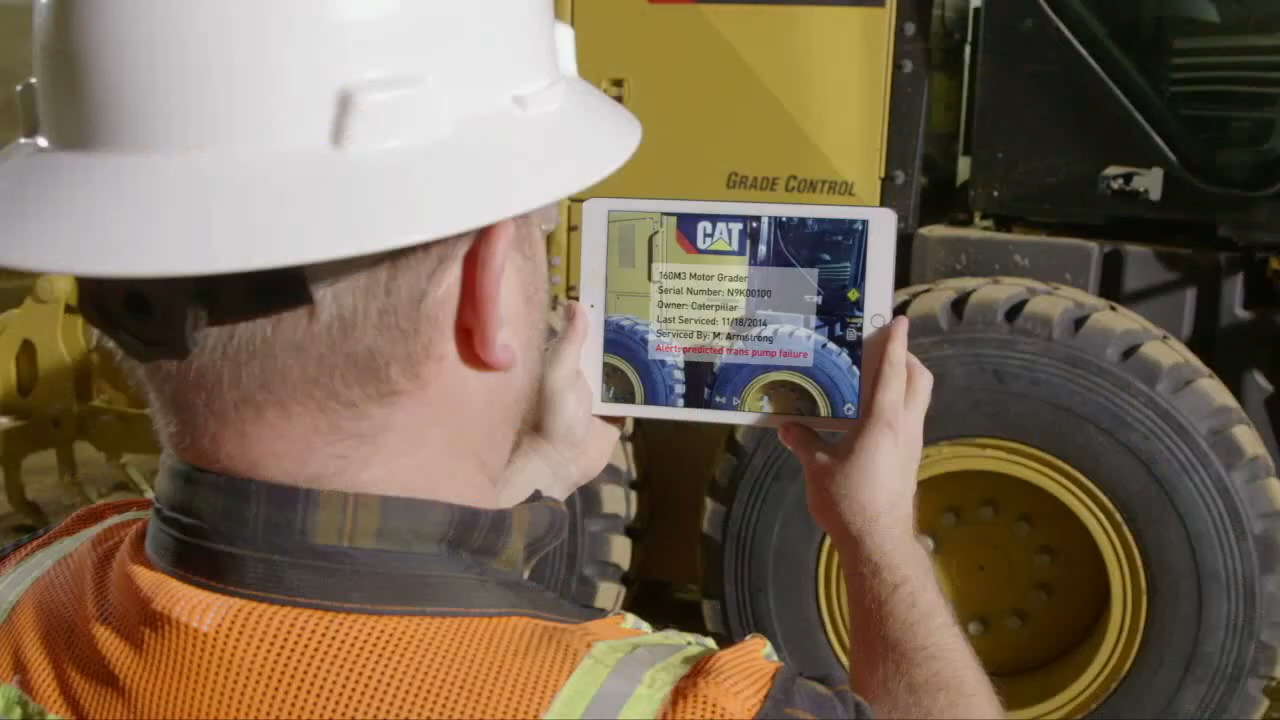 GRADE CONTROL
CAT
160M3 Motor Grader
Serial Number: N9K00100
Owner: Caterpillar
Last Serviced: 11/18/2014
Serviced By: M. Armstrong
Alert: predicted trans pump failure